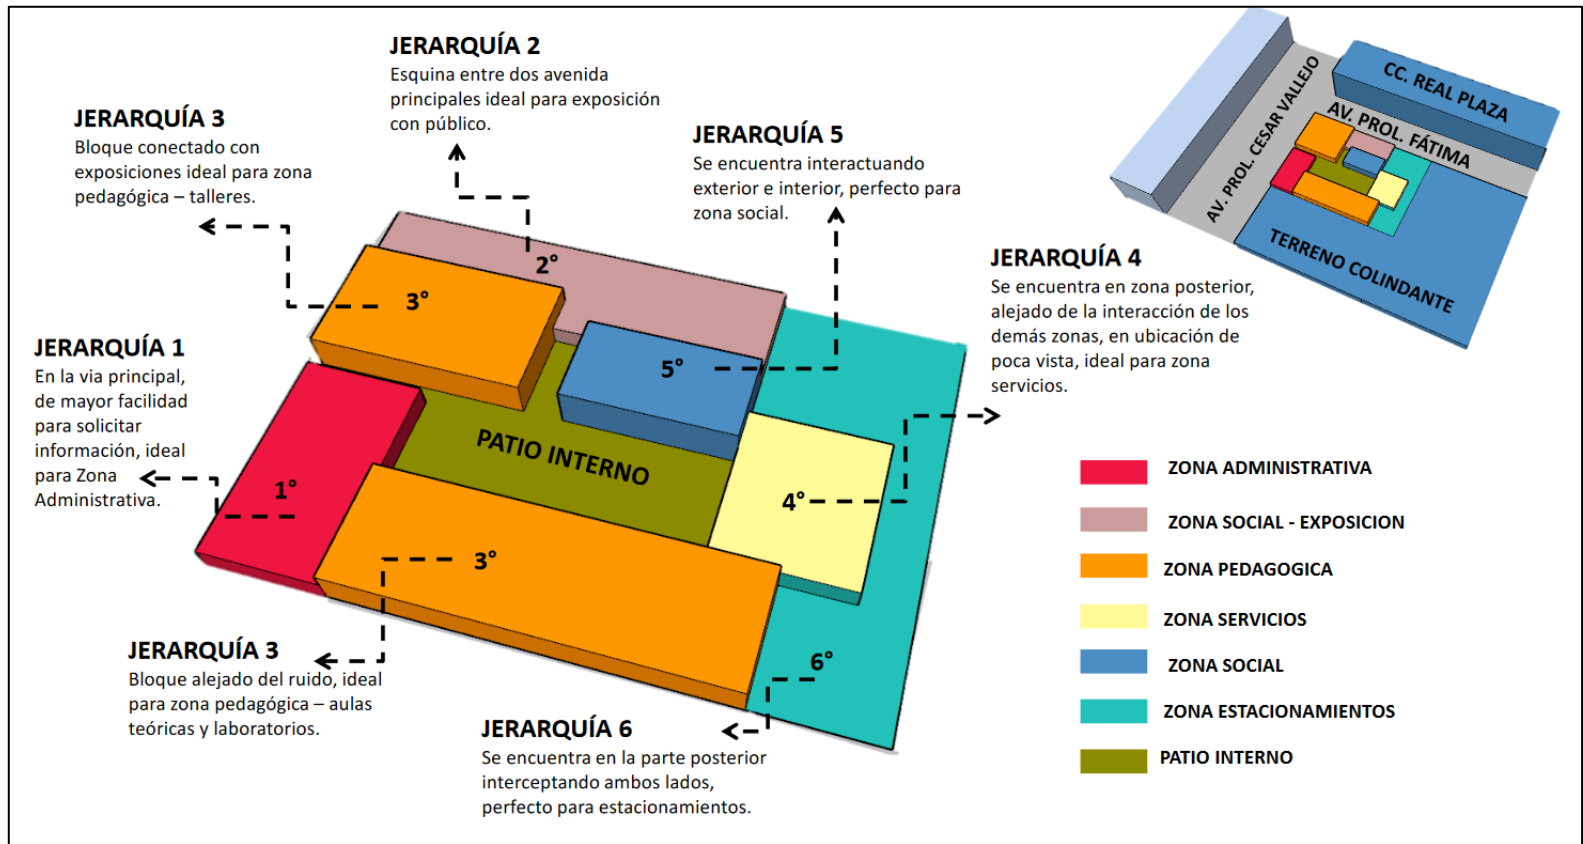 JERARQUÍA 2
Esquina entre dos avenida
principales ideal para exposición
con público.
JERARQUÍA 3
Bloque conectado con
exposiciones ideal para zona
pedagógica – talleres.
JERARQUÍA 5
Se encuentra interactuando
exterior e interior, perfecto para
zona social.
JERARQUÍA 4
Se encuentra en zona posterior,
alejado de la interacción de los
demás zonas, en ubicación de
poca vista, ideal para zona
servicios.
JERARQUÍA 1
En la via principal,
de mayor facilidad
para solicitar
información, ideal
para Zona
Administrativa.
JERARQUÍA 3
Bloque alejado del ruido, ideal
para zona pedagógica – aulas
teóricas y laboratorios.
JERARQUÍA 6
Se encuentra en la parte posterior
interceptando ambos lados,
perfecto para estacionamientos.
2°
3°
5°
PATIO INTERNO
1°
4°
3°
6°
CC. REAL PLAZA
AV. PROL. FÁTIMA
AV. PROL. CESAR VALLEJO
TERRENO COLINDANTE
ZONA ADMINISTRATIVA
ZONA SOCIAL - EXPOSICION
ZONA PEDAGOGICA
ZONA SERVICIOS
ZONA SOCIAL
ZONA ESTACIONAMIENTOS
PATIO INTERNO